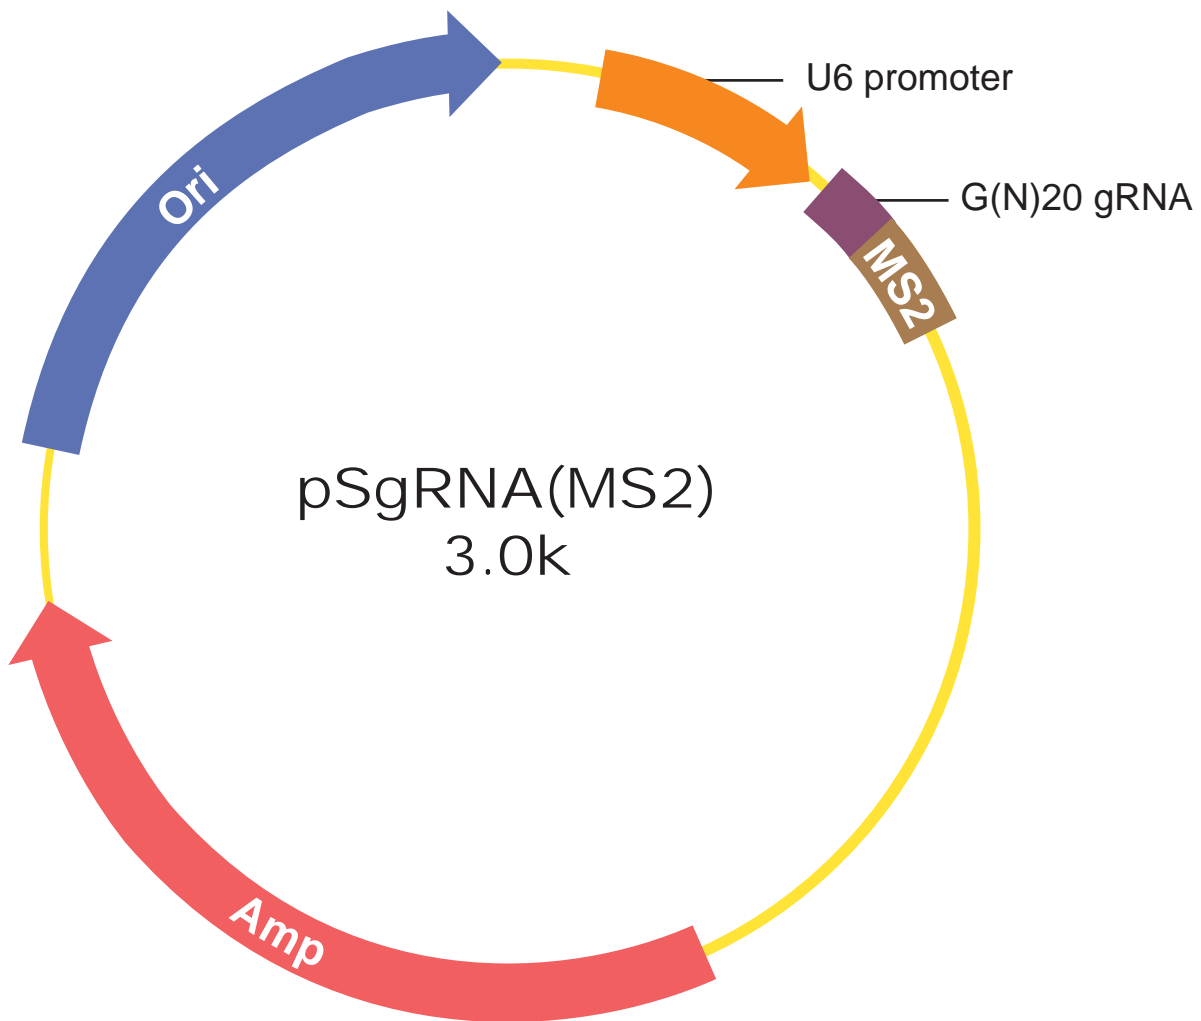 U6 promoter
Ori
G(N)20 gRNA
MS2
pSgRNA(MS2)
3.0k
Amp